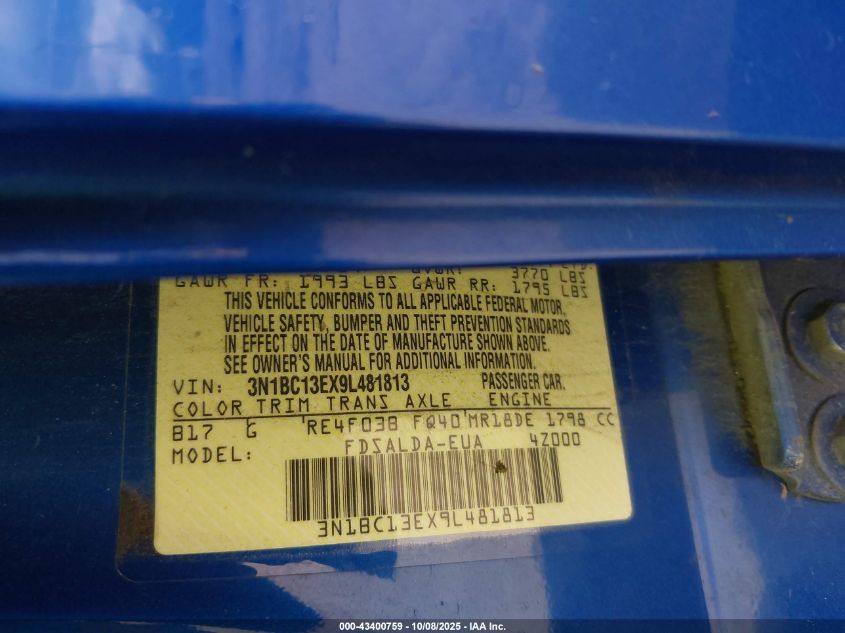 GVWR: 3770 LBS
GAWR FR: 1993 LBS GAWR RR: 1795 LBS
THIS VEHICLE CONFORMS TO ALL APPLICABLE FEDERAL MOTOR,
VEHICLE SAFETY, BUMPER AND THEFT PREVENTION STANDARDS
IN EFFECT ON THE DATE OF MANUFACTURE SHOWN ABOVE.
SEE OWNER'S MANUAL FOR ADDITIONAL INFORMATION.
VIN: 3N1BC13EX9L481813 PASSENGER CAR.
COLOR TRIM TRANS AXLE ENGINE
B17 G RE4F03B FQ40 MR18DE 1798 CC
MODEL: FDSALDA-EUA 4Z000
3N1BC13EX9L481813
000-43400759 - 10/08/2025 - IAA Inc.